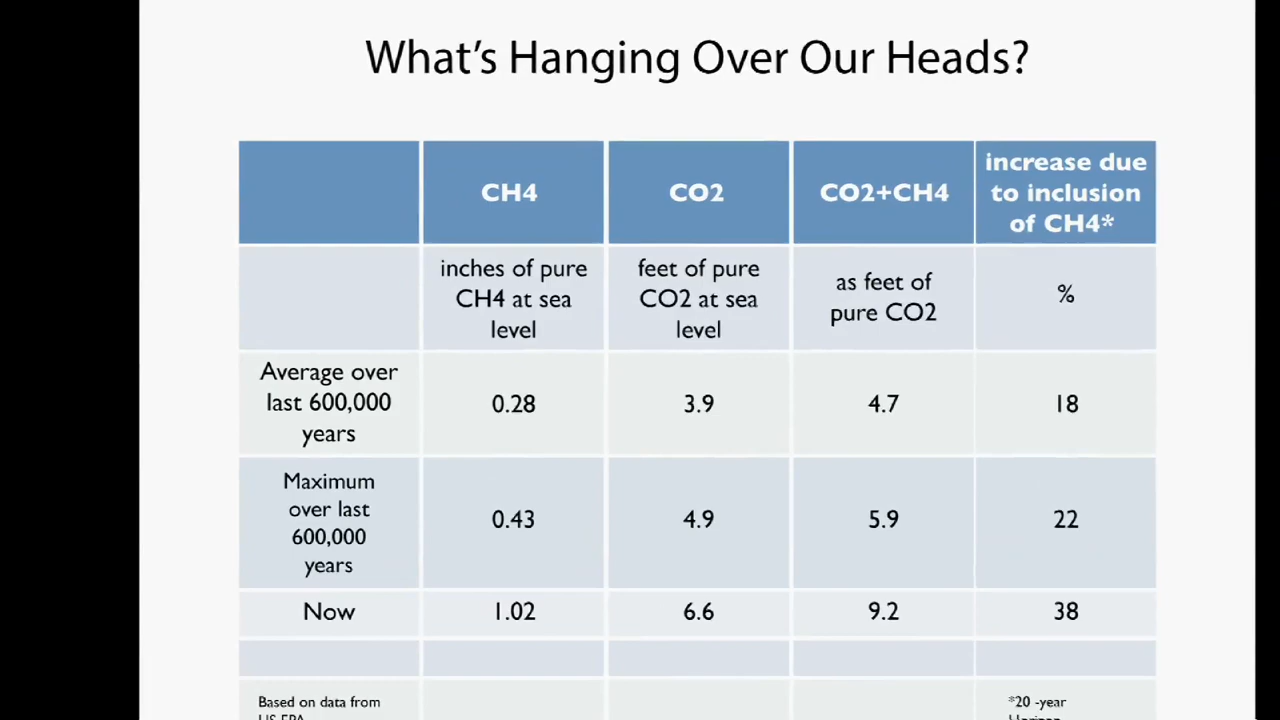 What's Hanging Over Our Heads?
CH4
CO2
CO2+CH4
increase due
to inclusion
of CH4*
inches of pure
CH4 at sea
level
feet of pure
CO2 at sea
level
as feet of
pure CO2
%
Average over
last 600,000
years
0.28
3.9
4.7
18
Maximum
over last
600,000
years
0.43
4.9
5.9
22
Now
1.02
6.6
9.2
38
Based on data from
US EPA
*20 -year
Horizon